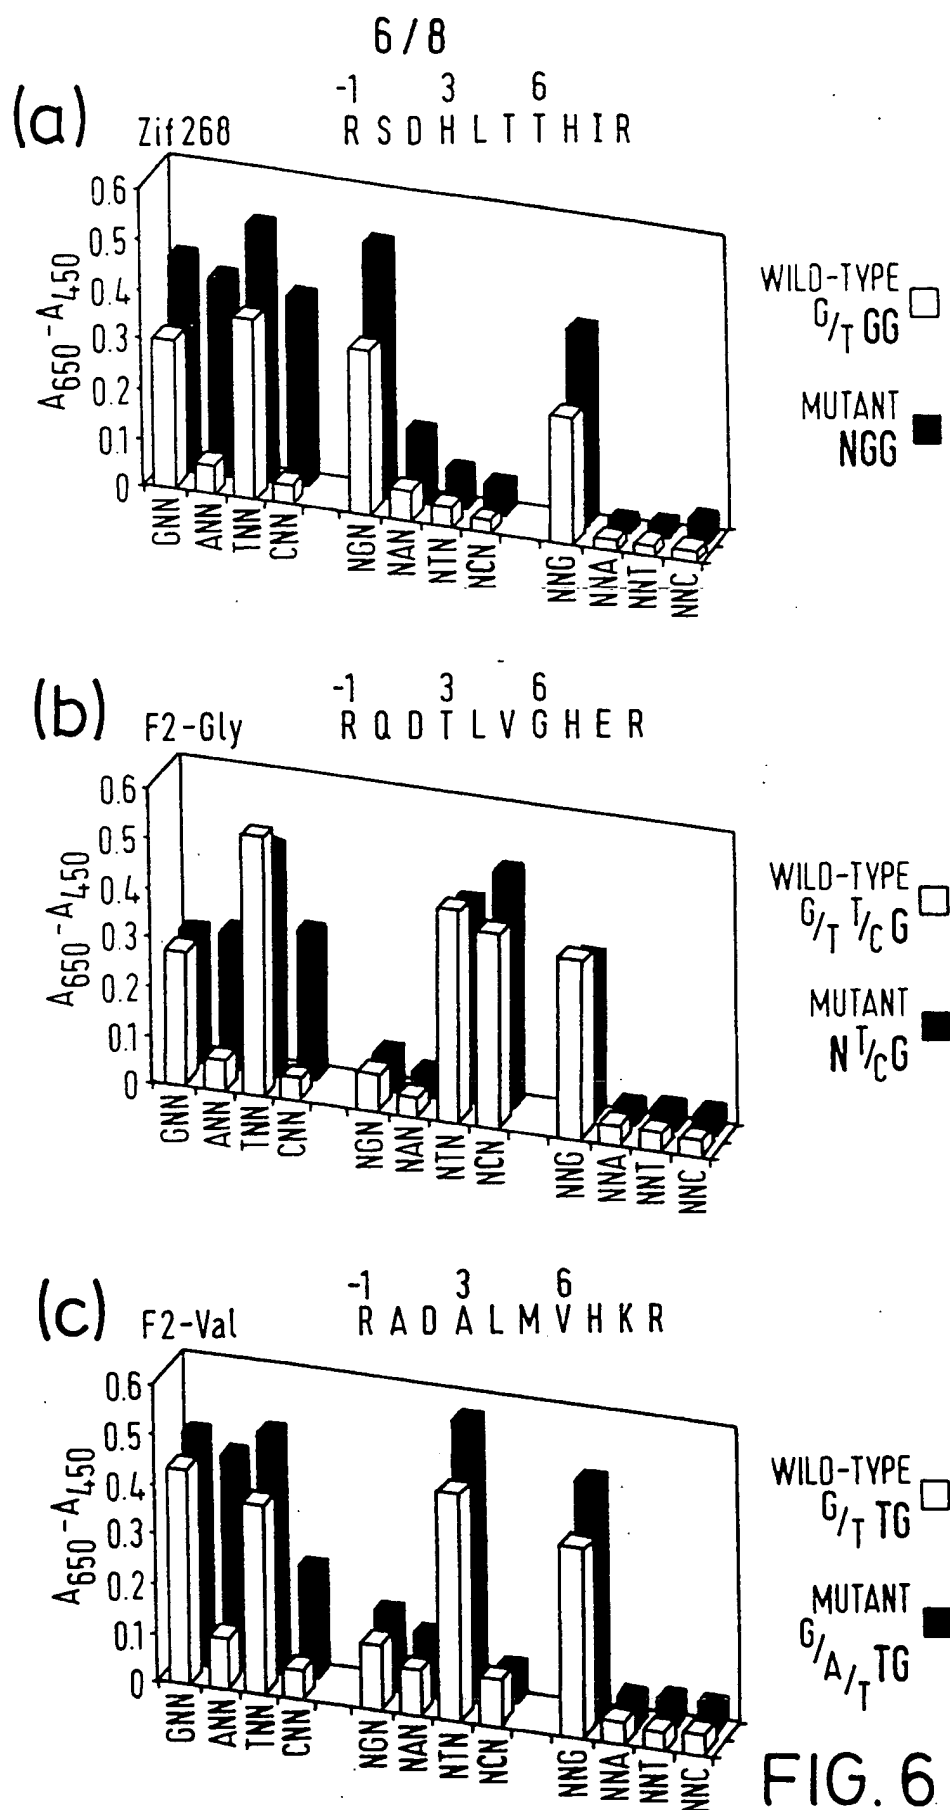 6/8
(a)
Zif268
-1 3 6
R S D H L T T H I R
A650-A450
0.6
0.5
0.4
0.3
0.2
0.1
0
GNN ANN TNN CNN NGN NAN NTN NCN NNG NNA NNT NNC
WILD-TYPE
G/T GG
MUTANT
NGG
(b)
F2-Gly
-1 3 6
R Q D T L V G H E R
A650-A450
0.6
0.5
0.4
0.3
0.2
0.1
0
GNN ANN TNN CNN NGN NAN NTN NCN NNG NNA NNT NNC
WILD-TYPE
G/T T/C G
MUTANT
N T/C G
(c)
F2-Val
-1 3 6
R A D A L M V H K R
A650-A450
0.6
0.5
0.4
0.3
0.2
0.1
0
GNN ANN TNN CNN NGN NAN NTN NCN NNG NNA NNT NNC
WILD-TYPE
G/T TG
MUTANT
G/A/T TG
FIG. 6